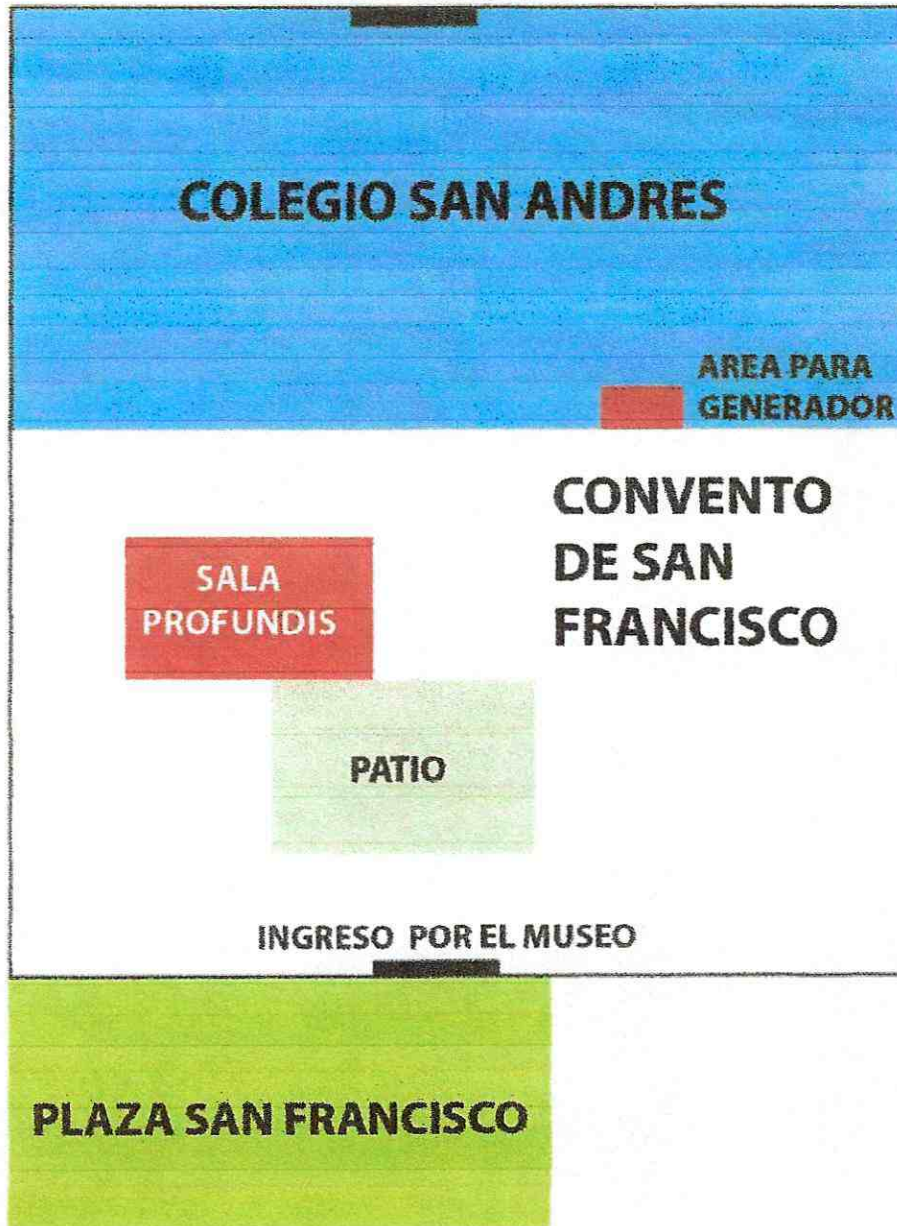 COLEGIO SAN ANDRES
AREA PARA
GENERADOR
CONVENTO
DE SAN
FRANCISCO
SALA
PROFUNDIS
PATIO
INGRESO POR EL MUSEO
PLAZA SAN FRANCISCO